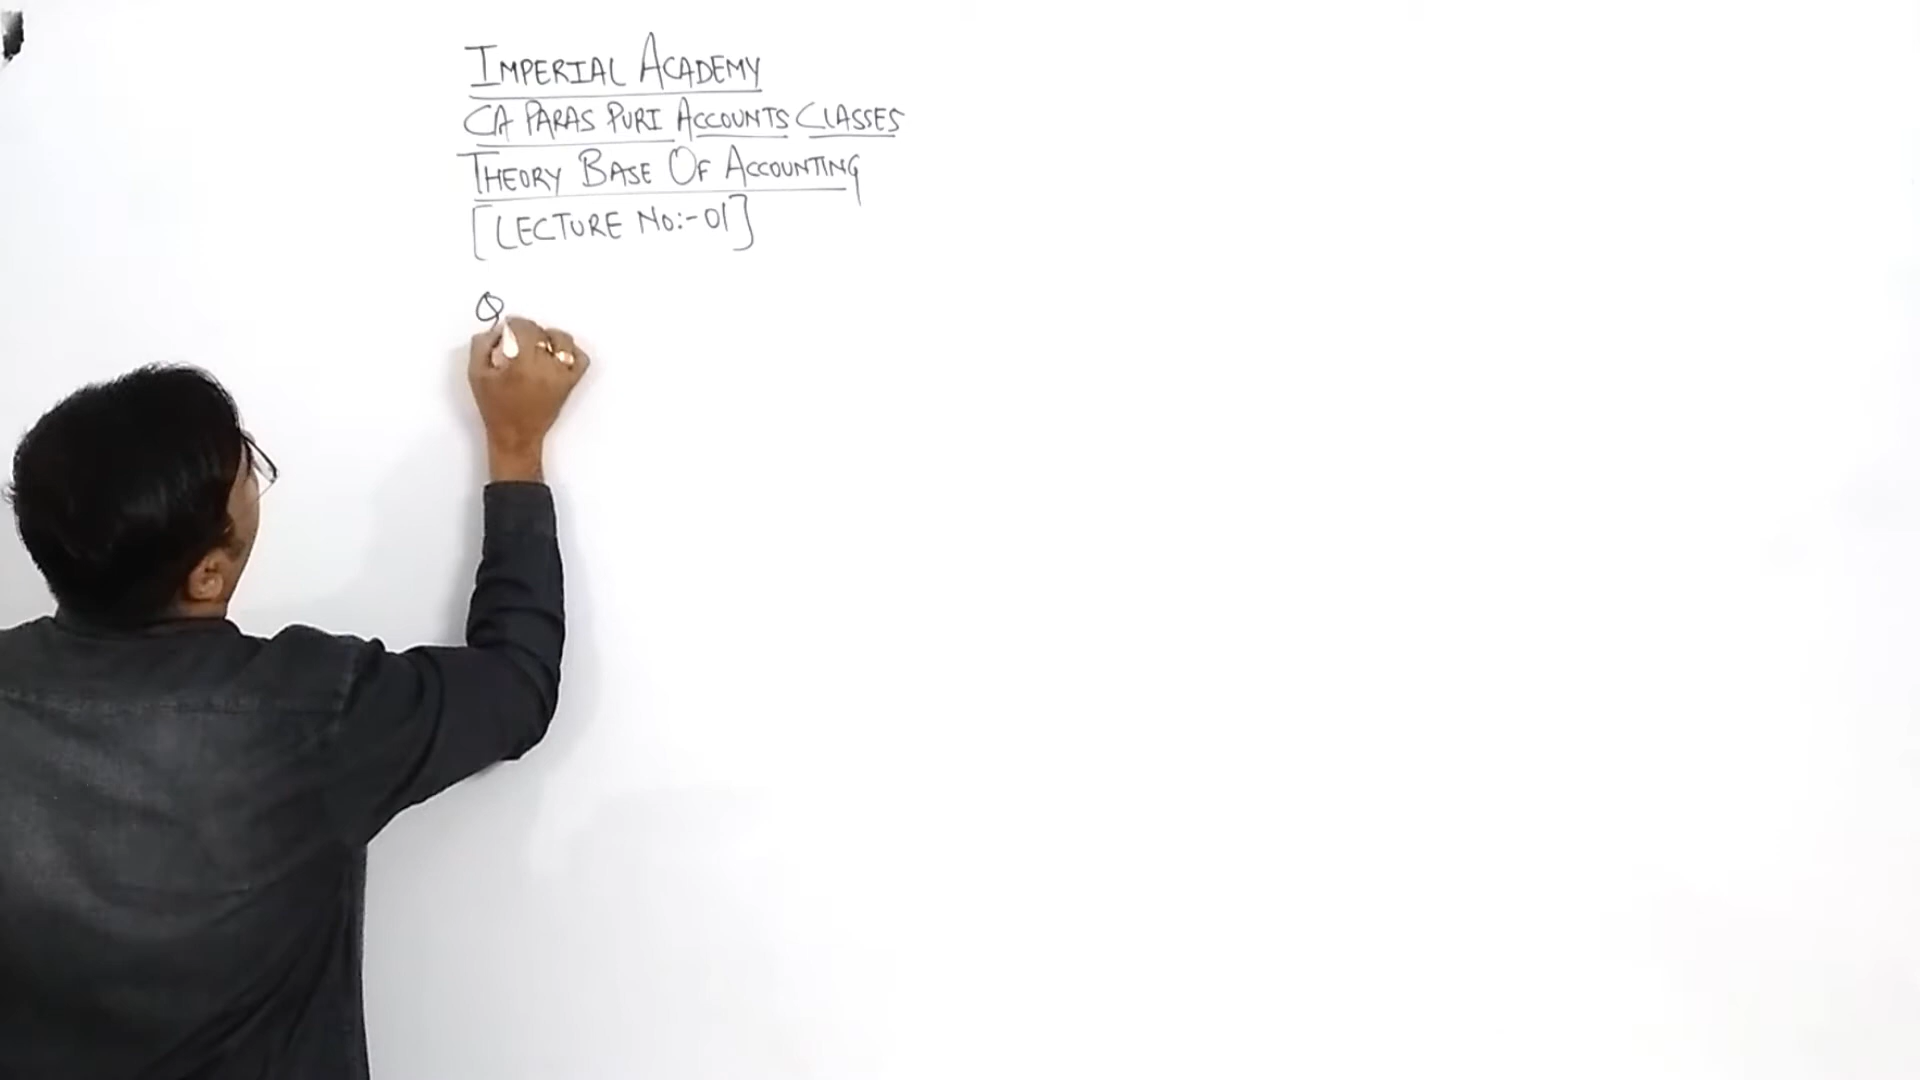 IMPERIAL ACADEMY
CA PARAS PURI ACCOUNTS CLASSES
THEORY BASE OF ACCOUNTING
[LECTURE NO:-01]
Q